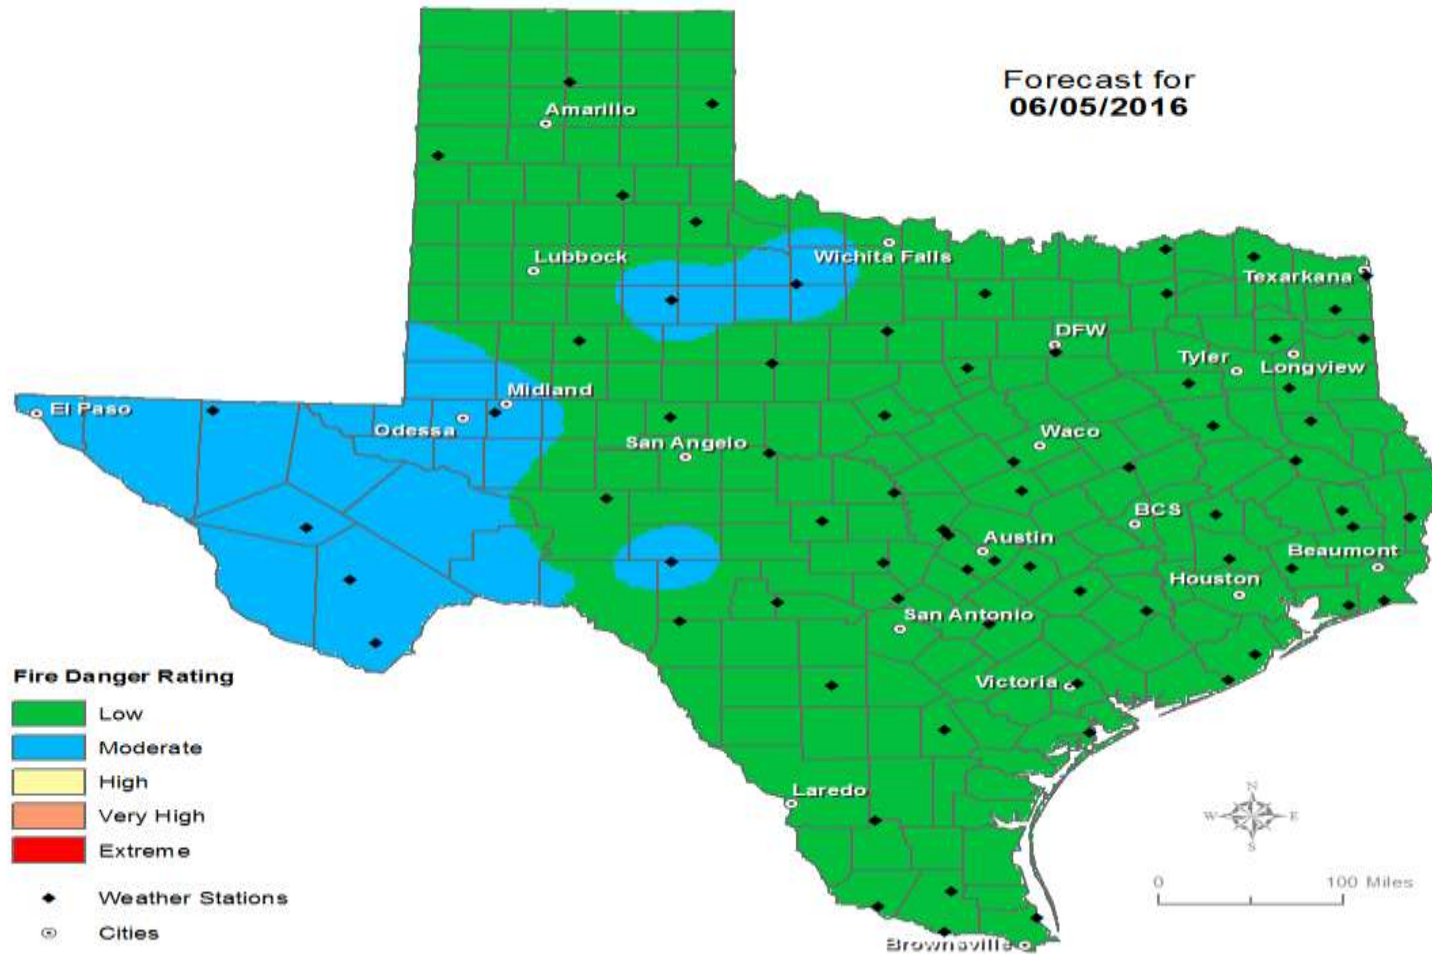 Forecast for
06/05/2016
Amarillo
Lubbock
Wichita Falls
Texarkana
DFW
Tyler
Longview
Midland
El Paso
Odessa
San Angelo
Waco
BCS
Austin
Beaumont
Houston
San Antonio
Victoria
Laredo
Brownsville
Fire Danger Rating
Low
Moderate
High
Very High
Extreme
Weather Stations
Cities
N
W E
S
0 100 Miles